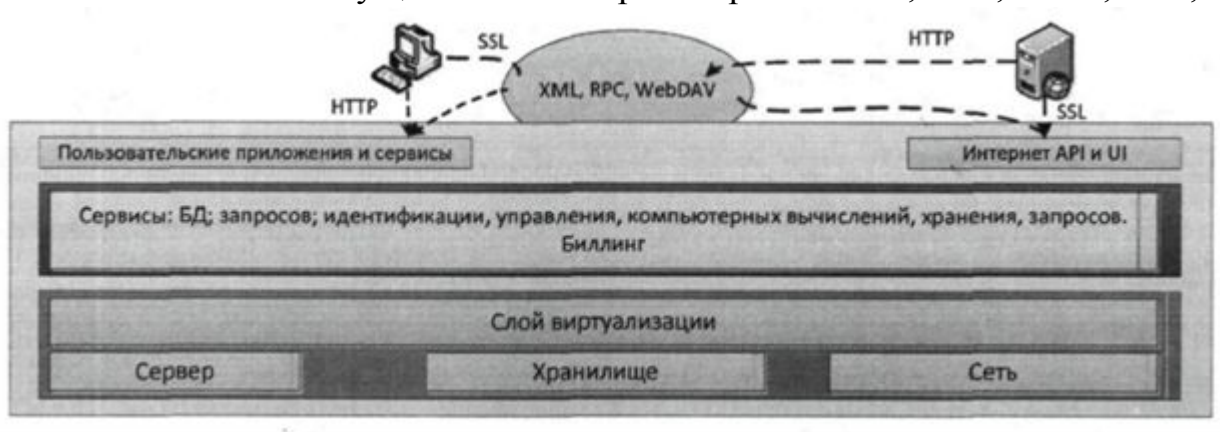 SSL
HTTP
XML, RPC, WebDAV
HTTP
SSL
Пользовательские приложения и сервисы
Интернет API и UI
Сервисы: БД; запросов; идентификации, управления, компьютерных вычислений, хранения, запросов.
Биллинг
Слой виртуализации
Сервер
Хранилище
Сеть